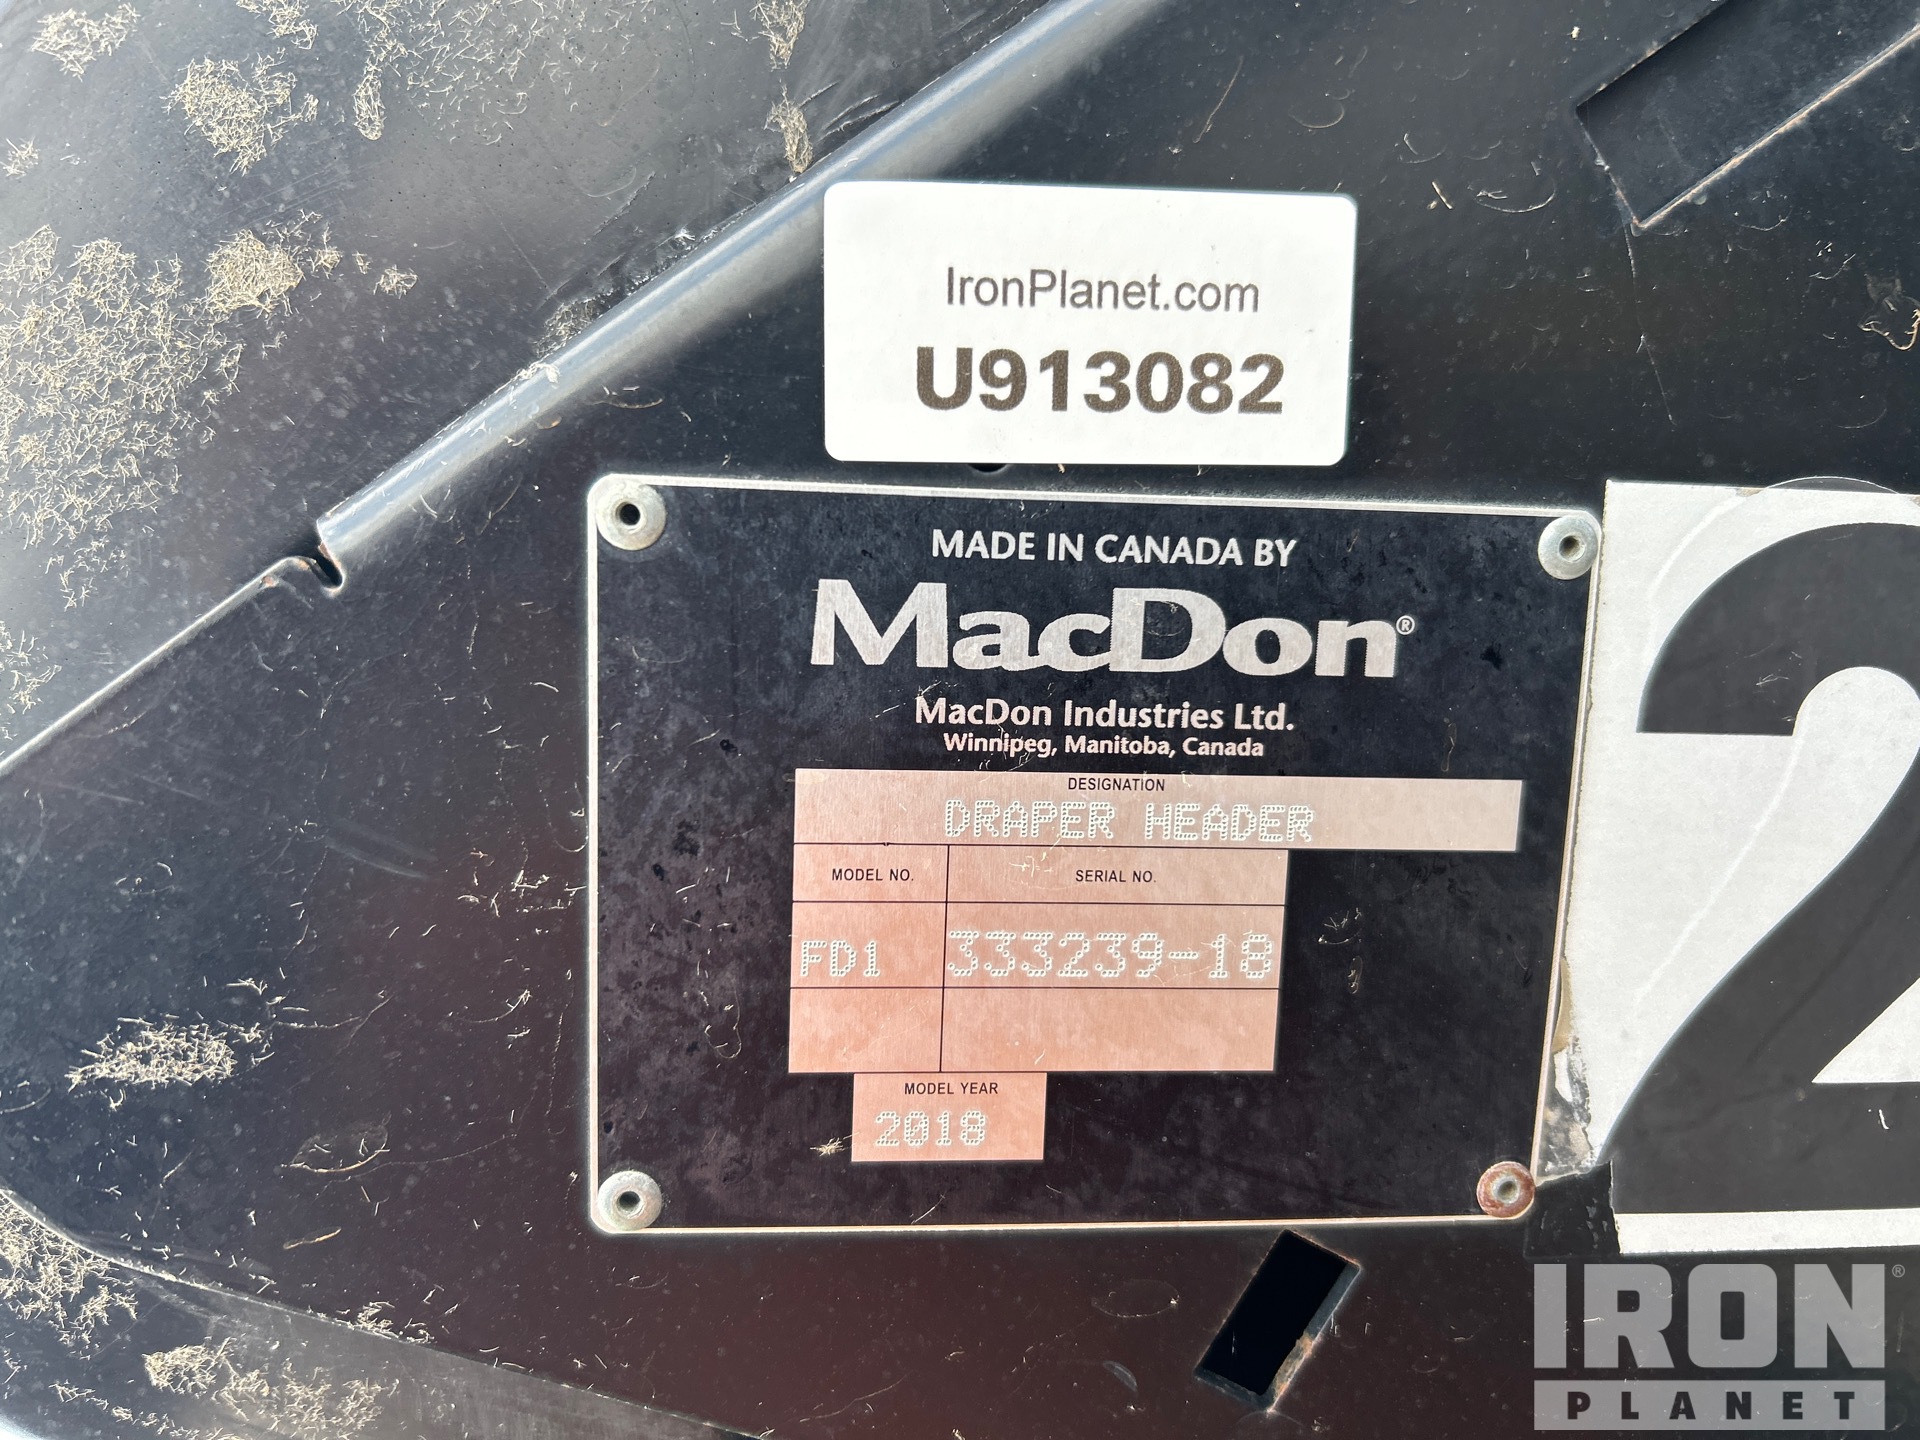 IronPlanet.com
U913082
MADE IN CANADA BY
MacDon®
MacDon Industries Ltd.
Winnipeg, Manitoba, Canada
DESIGNATION
DRAPER HEADER
MODEL NO. SERIAL NO.
FD1 333239-18
MODEL YEAR
2018
2
IRON®
PLANET